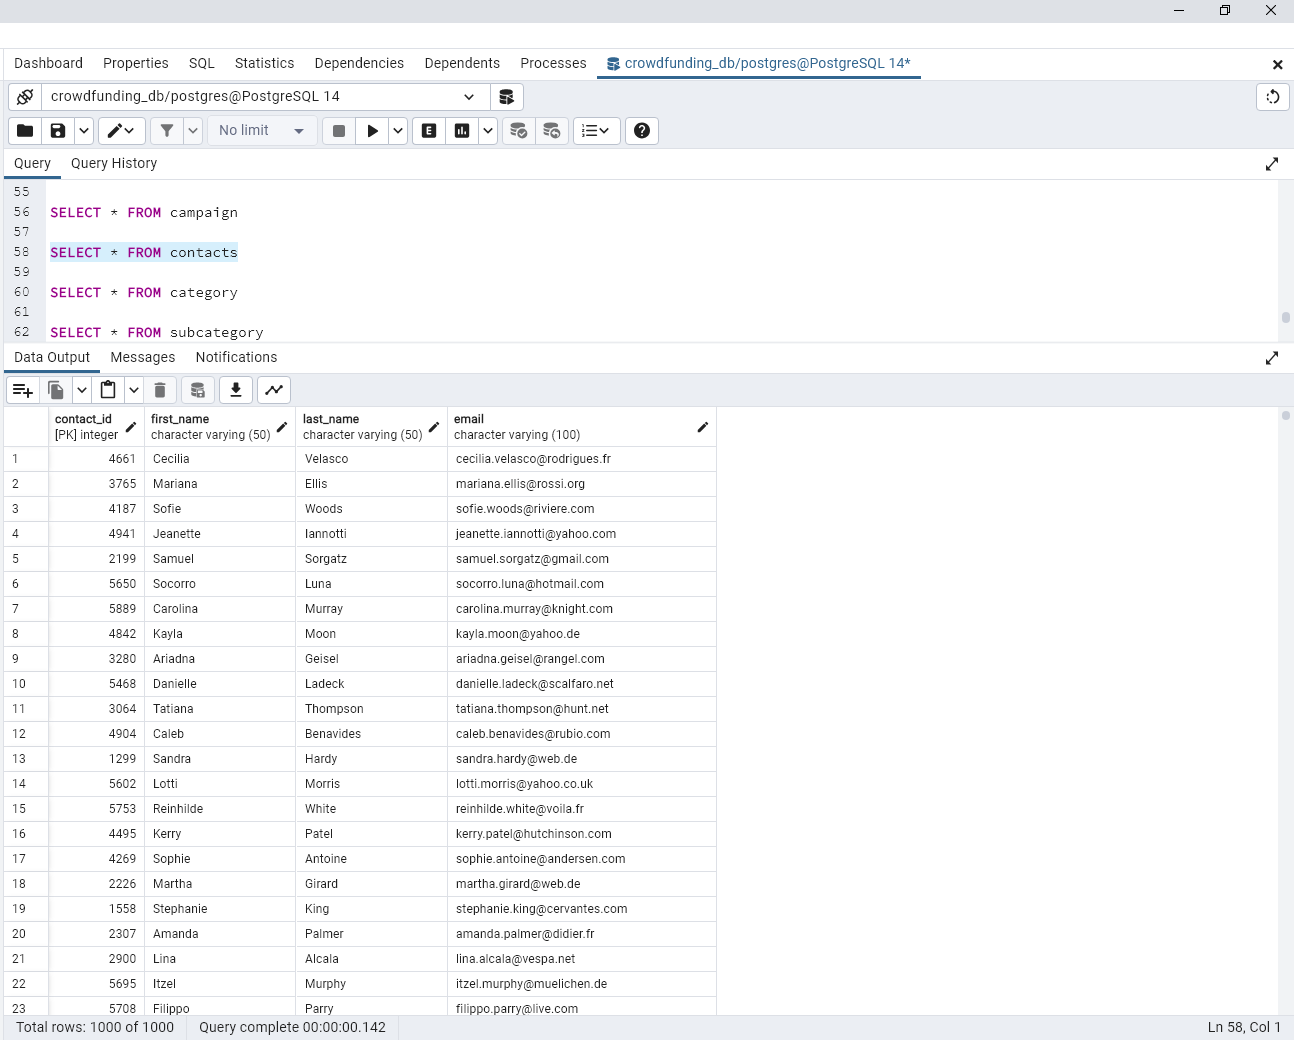 Dashboard Properties SQL Statistics Dependencies Dependents Processes crowdfunding_db/postgres@PostgreSQL 14*
crowdfunding_db/postgres@PostgreSQL 14
No limit E
Query Query History
55
56 SELECT * FROM campaign
57
58 SELECT * FROM contacts
59
60 SELECT * FROM category
61
62 SELECT * FROM subcategory
Data Output Messages Notifications
contact_id first_name last_name email
[PK] integer character varying (50) character varying (50) character varying (100)
1 4661 Cecilia Velasco cecilia.velasco@rodrigues.fr
2 3765 Mariana Ellis mariana.ellis@rossi.org
3 4187 Sofie Woods sofie.woods@riviere.com
4 4941 Jeanette Iannotti jeanette.iannotti@yahoo.com
5 2199 Samuel Sorgatz samuel.sorgatz@gmail.com
6 5650 Socorro Luna socorro.luna@hotmail.com
7 5889 Carolina Murray carolina.murray@knight.com
8 4842 Kayla Moon kayla.moon@yahoo.de
9 3280 Ariadna Geisel ariadna.geisel@rangel.com
10 5468 Danielle Ladeck danielle.ladeck@scalfaro.net
11 3064 Tatiana Thompson tatiana.thompson@hunt.net
12 4904 Caleb Benavides caleb.benavides@rubio.com
13 1299 Sandra Hardy sandra.hardy@web.de
14 5602 Lotti Morris lotti.morris@yahoo.co.uk
15 5753 Reinhilde White reinhilde.white@voila.fr
16 4495 Kerry Patel kerry.patel@hutchinson.com
17 4269 Sophie Antoine sophie.antoine@andersen.com
18 2226 Martha Girard martha.girard@web.de
19 1558 Stephanie King stephanie.king@cervantes.com
20 2307 Amanda Palmer amanda.palmer@didier.fr
21 2900 Lina Alcala lina.alcala@vespa.net
22 5695 Itzel Murphy itzel.murphy@muelichen.de
23 5708 Filippo Parry filippo.parry@live.com
Total rows: 1000 of 1000 Query complete 00:00:00.142 Ln 58, Col 1